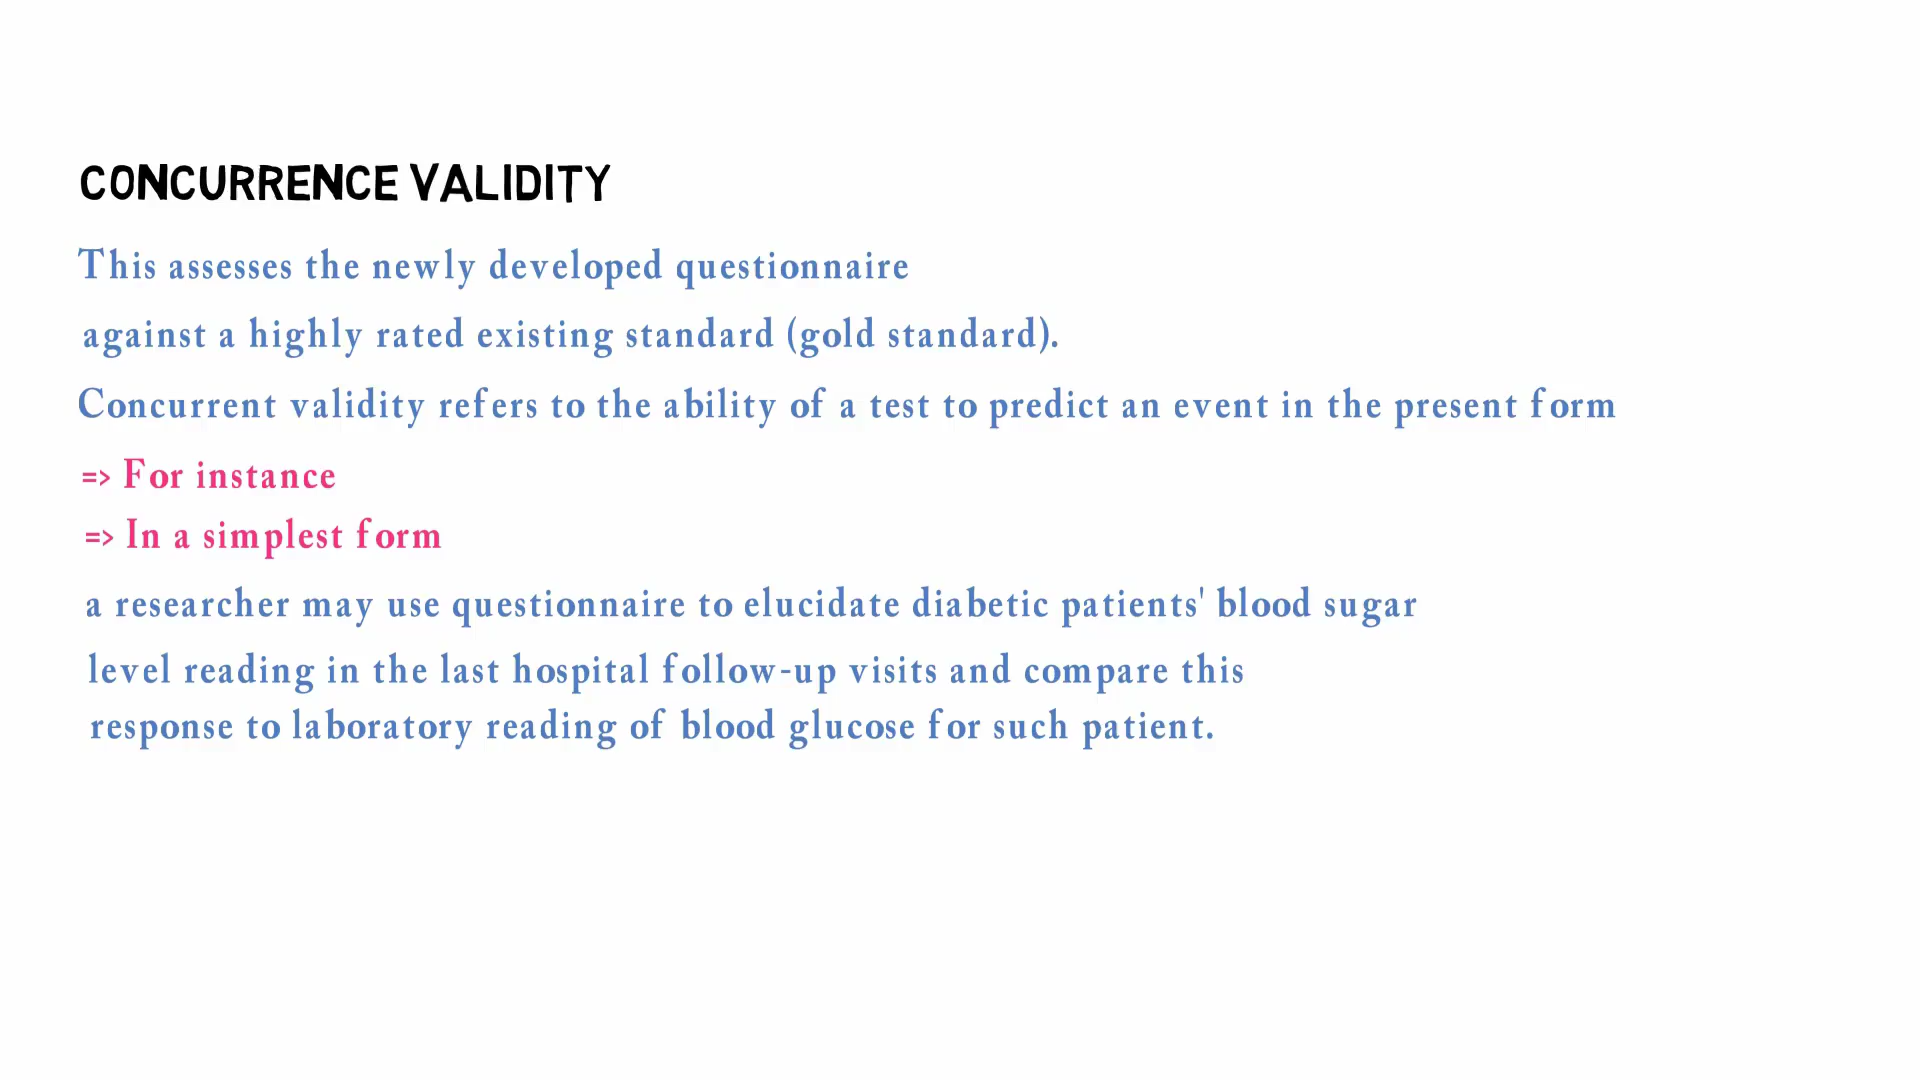 CONCURRENCE VALIDITY
This assesses the newly developed questionnaire
against a highly rated existing standard (gold standard).
Concurrent validity refers to the ability of a test to predict an event in the present form
=> For instance
=> In a simplest form
a researcher may use questionnaire to elucidate diabetic patients' blood sugar
level reading in the last hospital follow-up visits and compare this
response to laboratory reading of blood glucose for such patient.